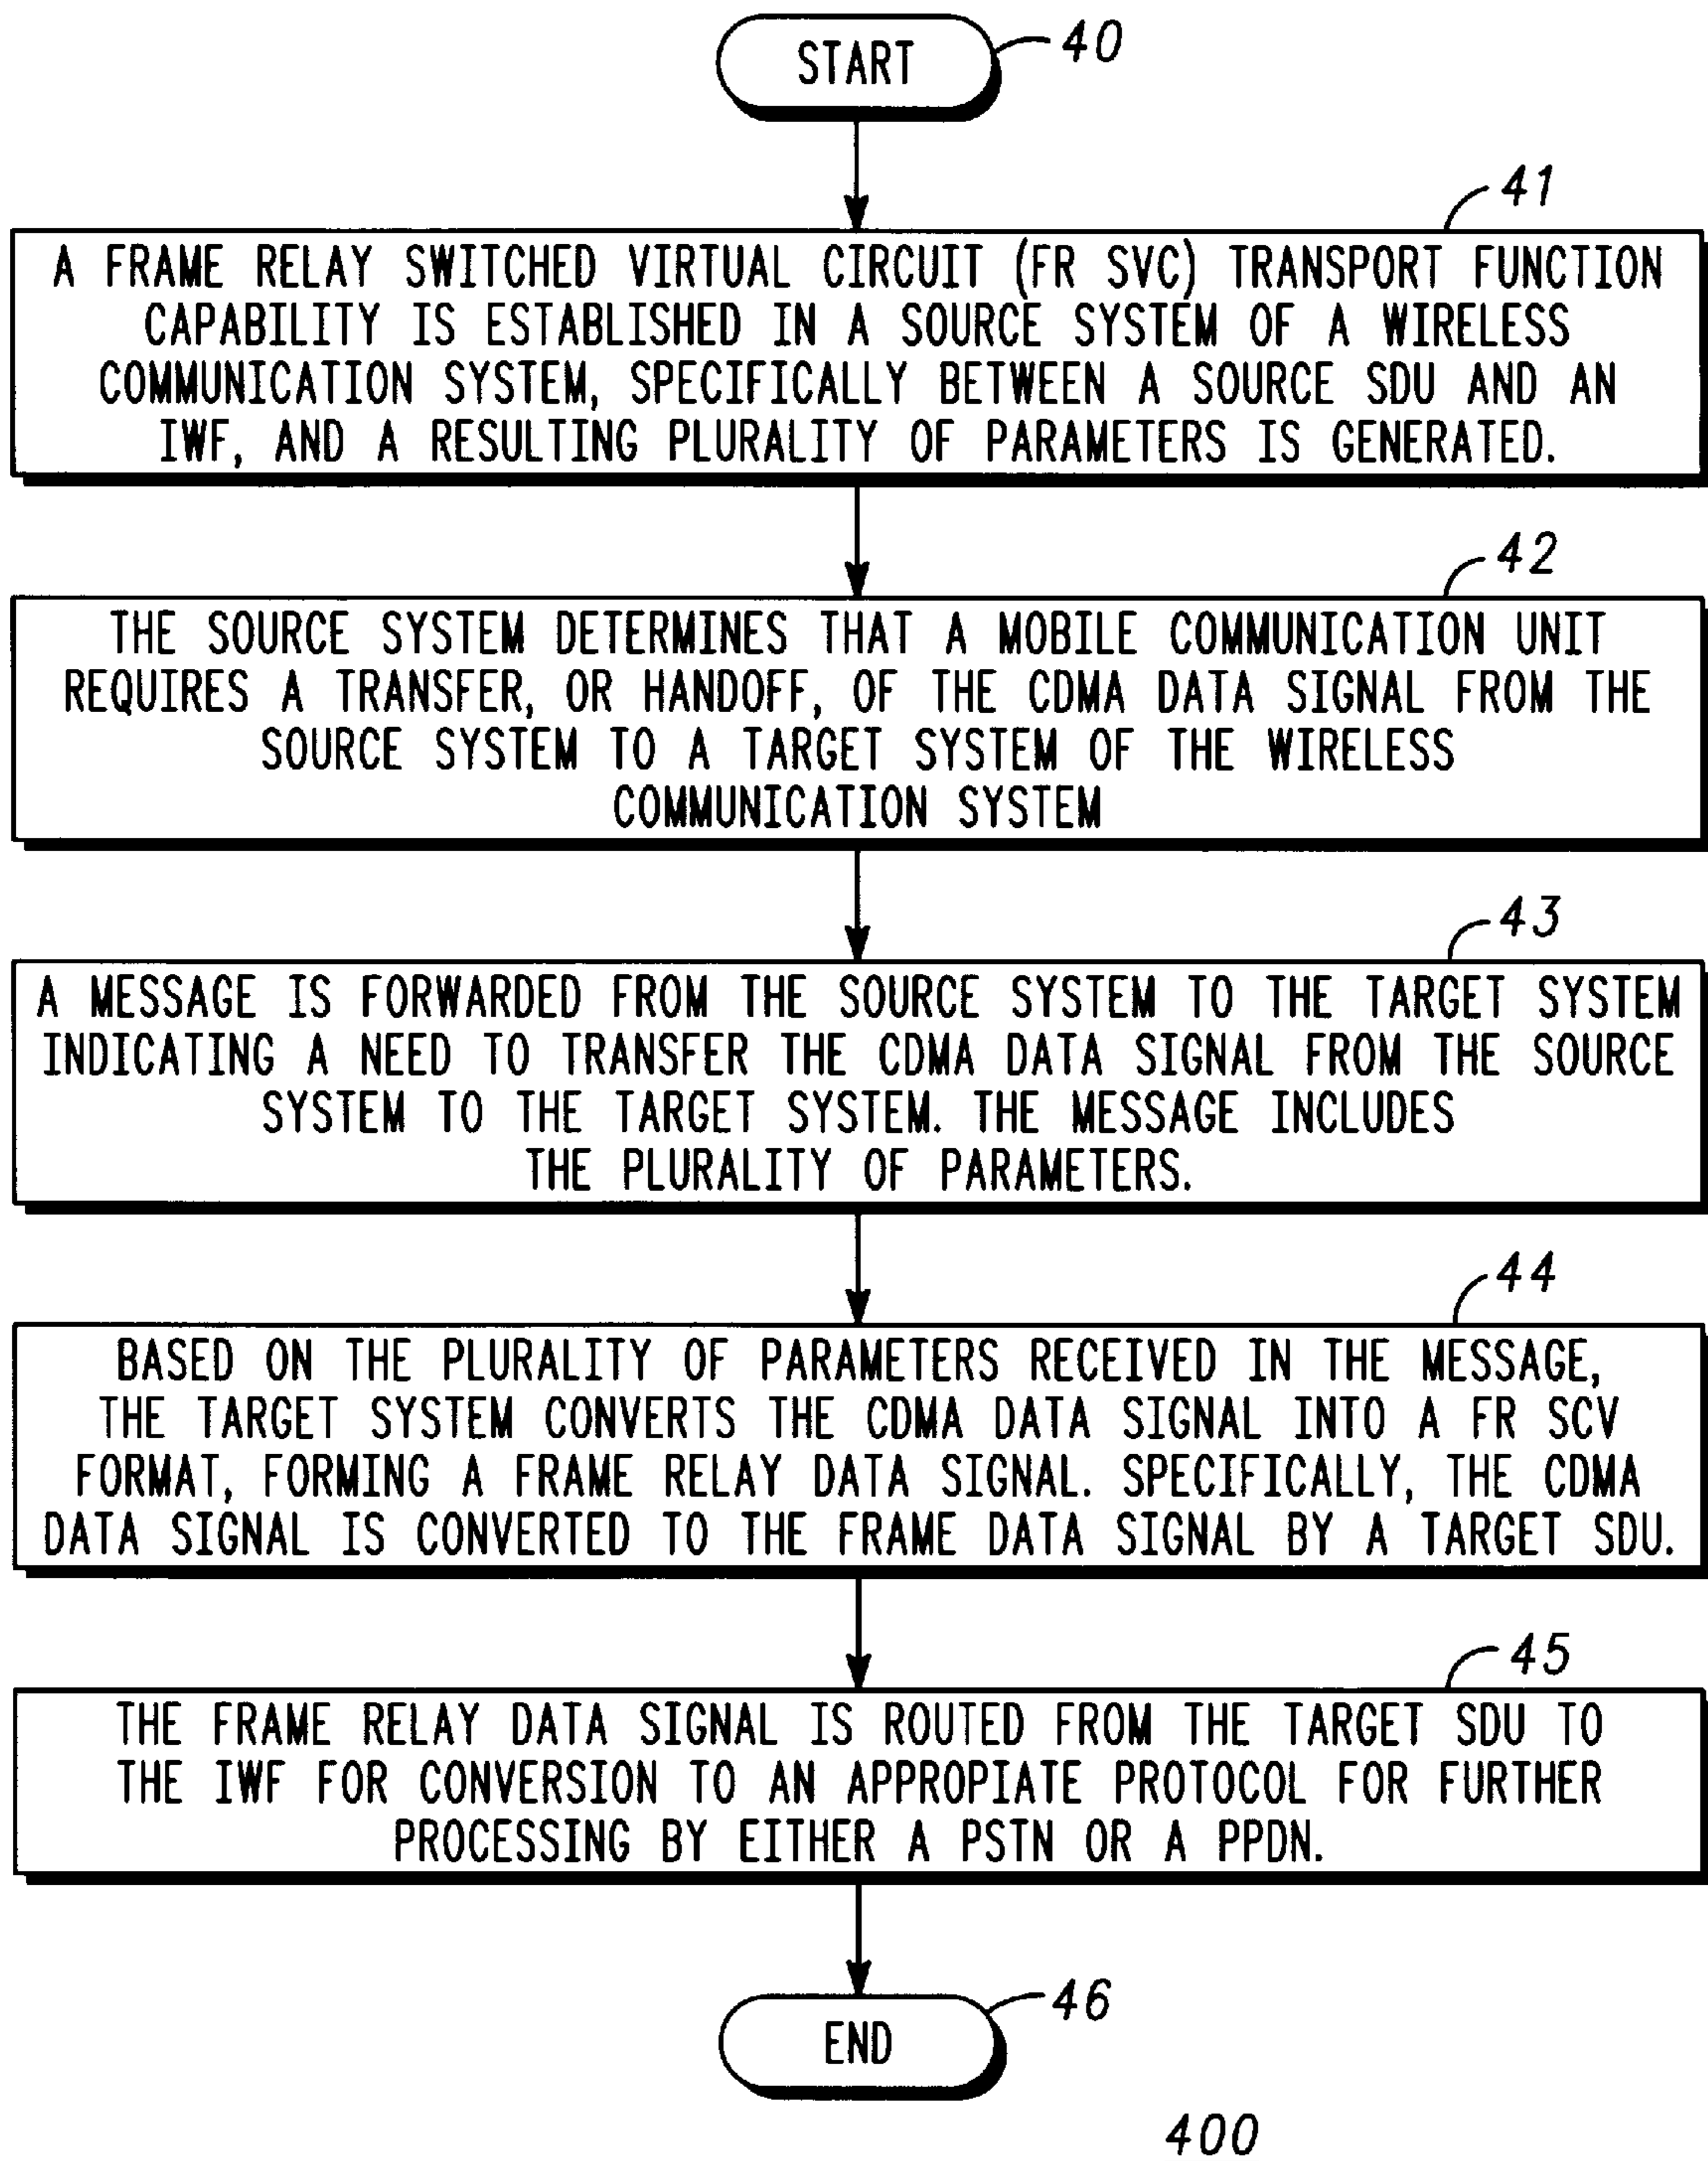 START
40
41
A FRAME RELAY SWITCHED VIRTUAL CIRCUIT (FR SVC) TRANSPORT FUNCTION
CAPABILITY IS ESTABLISHED IN A SOURCE SYSTEM OF A WIRELESS
COMMUNICATION SYSTEM, SPECIFICALLY BETWEEN A SOURCE SDU AND AN
IWF, AND A RESULTING PLURALITY OF PARAMETERS IS GENERATED.
42
THE SOURCE SYSTEM DETERMINES THAT A MOBILE COMMUNICATION UNIT
REQUIRES A TRANSFER, OR HANDOFF, OF THE CDMA DATA SIGNAL FROM THE
SOURCE SYSTEM TO A TARGET SYSTEM OF THE WIRELESS
COMMUNICATION SYSTEM
43
A MESSAGE IS FORWARDED FROM THE SOURCE SYSTEM TO THE TARGET SYSTEM
INDICATING A NEED TO TRANSFER THE CDMA DATA SIGNAL FROM THE SOURCE
SYSTEM TO THE TARGET SYSTEM. THE MESSAGE INCLUDES
THE PLURALITY OF PARAMETERS.
44
BASED ON THE PLURALITY OF PARAMETERS RECEIVED IN THE MESSAGE,
THE TARGET SYSTEM CONVERTS THE CDMA DATA SIGNAL INTO A FR SCV
FORMAT, FORMING A FRAME RELAY DATA SIGNAL. SPECIFICALLY, THE CDMA
DATA SIGNAL IS CONVERTED TO THE FRAME DATA SIGNAL BY A TARGET SDU.
45
THE FRAME RELAY DATA SIGNAL IS ROUTED FROM THE TARGET SDU TO
THE IWF FOR CONVERSION TO AN APPROPIATE PROTOCOL FOR FURTHER
PROCESSING BY EITHER A PSTN OR A PPDN.
46
END
400